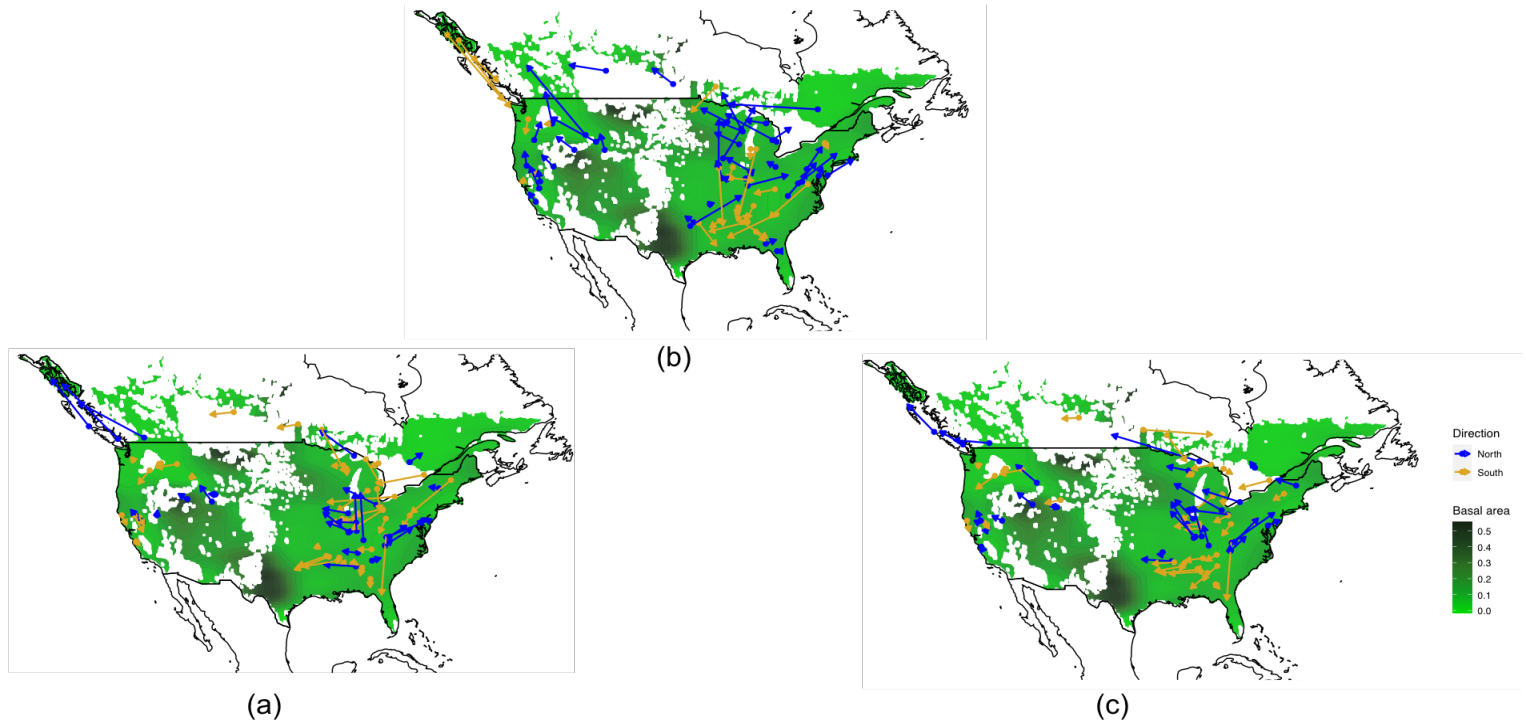 (b)
Direction
North
South
Basal area
0.5
0.4
0.3
0.2
0.1
0.0
(a)
(c)